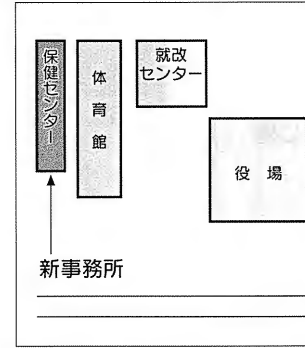 保健センター
体育館
就改
センター
役場
新事務所